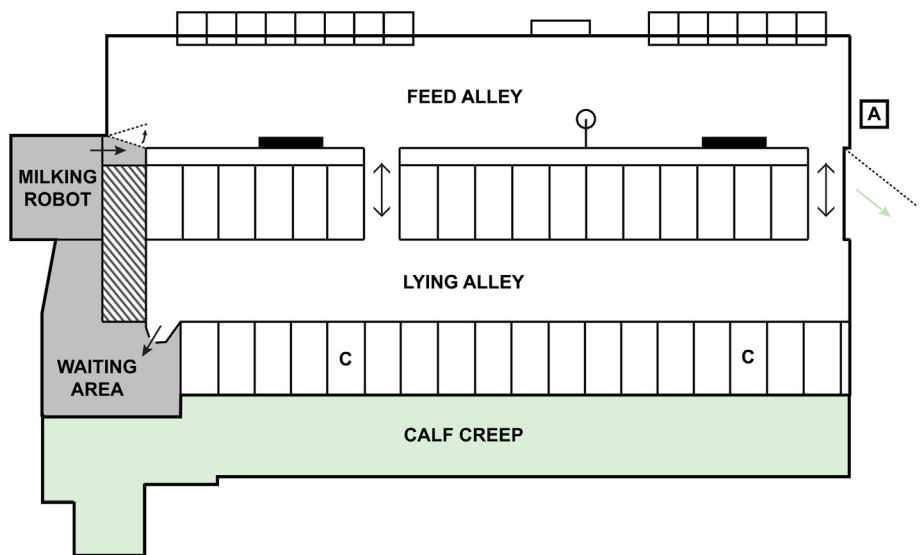 FEED ALLEY
A
MILKING
ROBOT
LYING ALLEY
WAITING
AREA
C
C
CALF CREEP